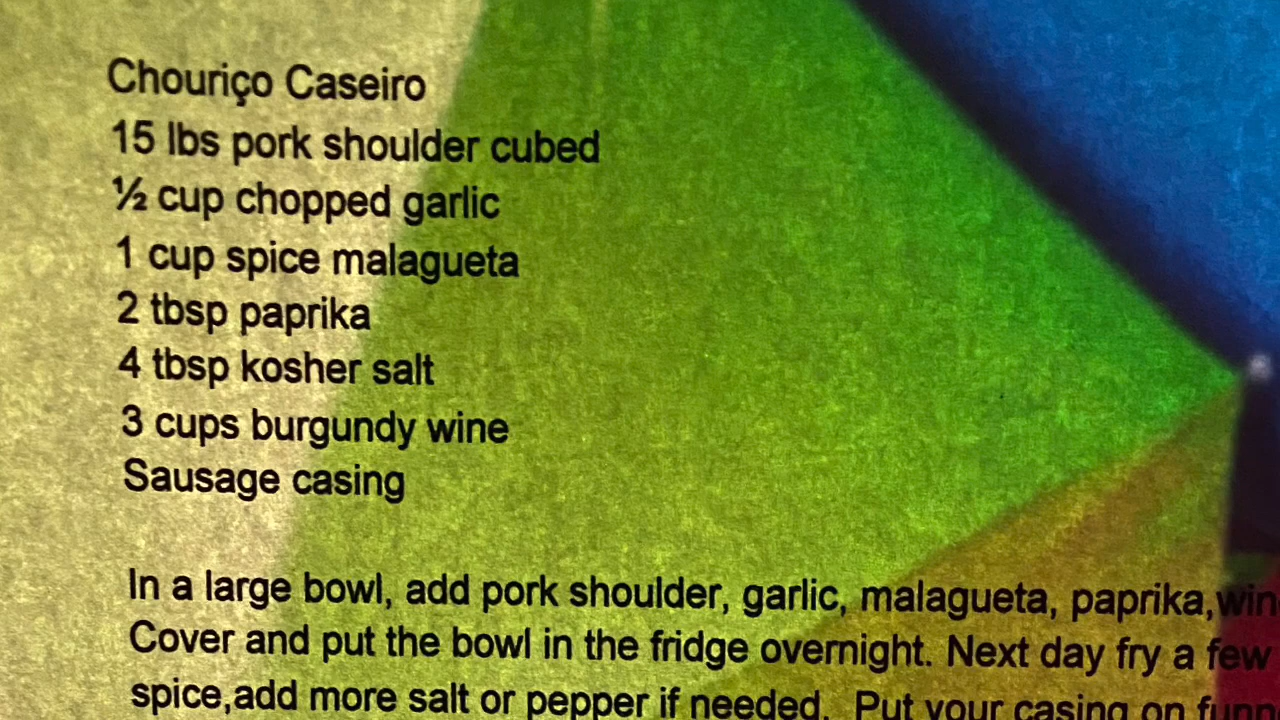 Chouriço Caseiro
15 lbs pork shoulder cubed
½ cup chopped garlic
1 cup spice malagueta
2 tbsp paprika
4 tbsp kosher salt
3 cups burgundy wine
Sausage casing
In a large bowl, add pork shoulder, garlic, malagueta, paprika,
Cover and put the bowl in the fridge overnight. Next day fry a few
spice,add more salt or pepper if needed. Put your casing on